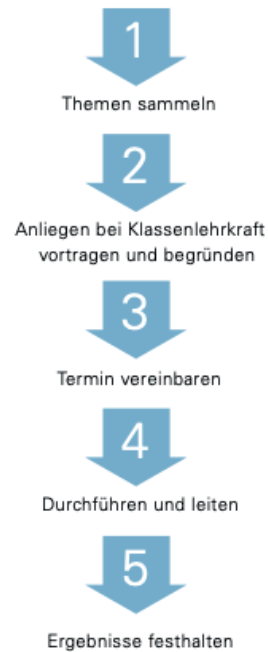 1
Themen sammeln
2
Anliegen bei Klassenlehrkraft
vortragen und begründen
3
Termin vereinbaren
4
Durchführen und leiten
5
Ergebnisse festhalten